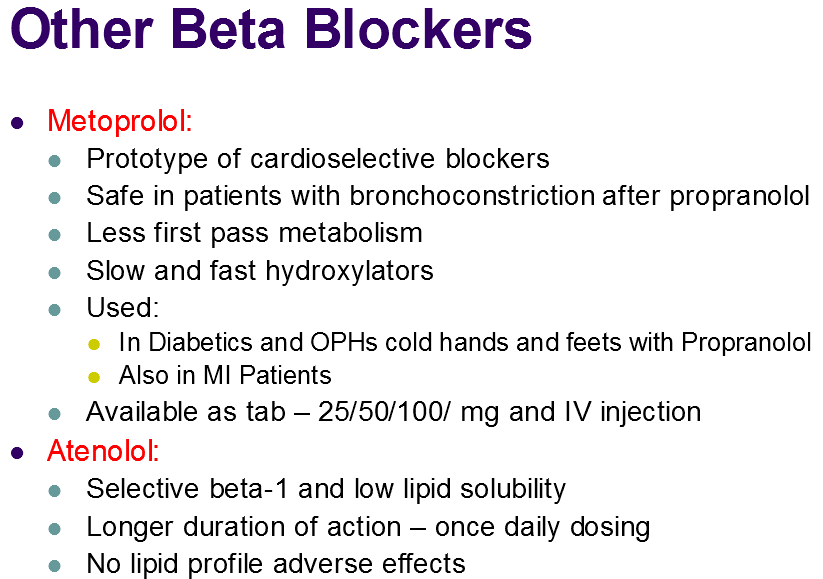 Other Beta Blockers
Metoprolol:
Prototype of cardioselective blockers
Safe in patients with bronchoconstriction after propranolol
Less first pass metabolism
Slow and fast hydroxylators
Used:
In Diabetics and OPHs cold hands and feets with Propranolol
Also in MI Patients
Available as tab – 25/50/100/ mg and IV injection
Atenolol:
Selective beta-1 and low lipid solubility
Longer duration of action – once daily dosing
No lipid profile adverse effects